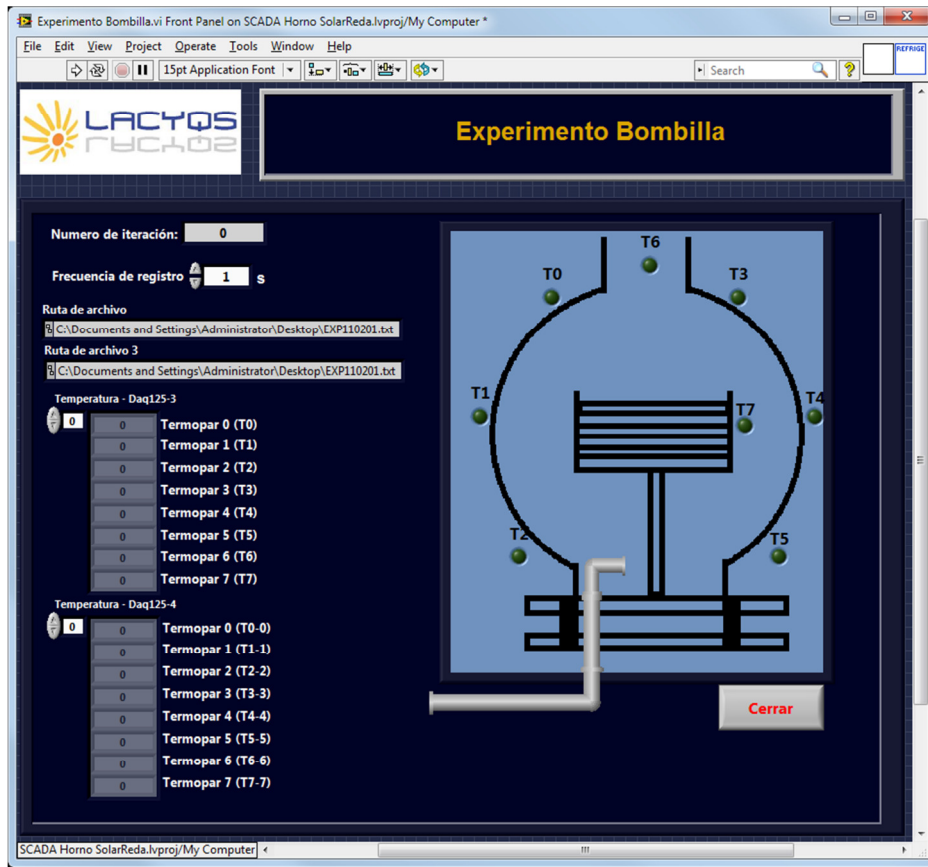 Experimento Bombilla.vi Front Panel on SCADA Horno SolarReda.lvproj/My Computer *
File Edit View Project Operate Tools Window Help
15pt Application Font
Search
REFRIGE
LACYQS
Experimento Bombilla
Numero de iteración: 0
Frecuencia de registro 1 s
Ruta de archivo
C:\Documents and Settings\Administrator\Desktop\EXP110201.txt
Ruta de archivo 3
C:\Documents and Settings\Administrator\Desktop\EXP110201.txt
Temperatura - Daq125-3
0
0 Termopar 0 (T0)
0 Termopar 1 (T1)
0 Termopar 2 (T2)
0 Termopar 3 (T3)
0 Termopar 4 (T4)
0 Termopar 5 (T5)
0 Termopar 6 (T6)
0 Termopar 7 (T7)
Temperatura - Daq125-4
0
0 Termopar 0 (T0-0)
0 Termopar 1 (T1-1)
0 Termopar 2 (T2-2)
0 Termopar 3 (T3-3)
0 Termopar 4 (T4-4)
0 Termopar 5 (T5-5)
0 Termopar 6 (T6-6)
0 Termopar 7 (T7-7)
T6
T0
T3
T1
T4
T7
T2
T5
Cerrar
SCADA Horno SolarReda.lvproj/My Computer